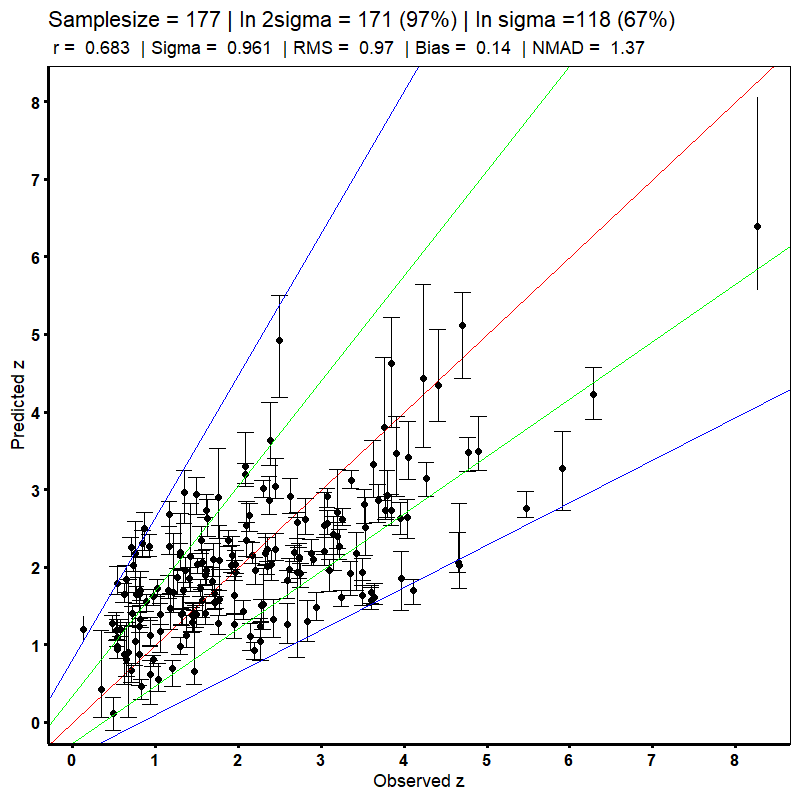 Samplesize = 177 | In 2sigma = 171 (97%) | In sigma =118 (67%)
r = 0.683 | Sigma = 0.961 | RMS = 0.97 | Bias = 0.14 | NMAD = 1.37
8
7
6
5
4
3
2
1
0
Predicted z
0 1 2 3 4 5 6 7 8
Observed z